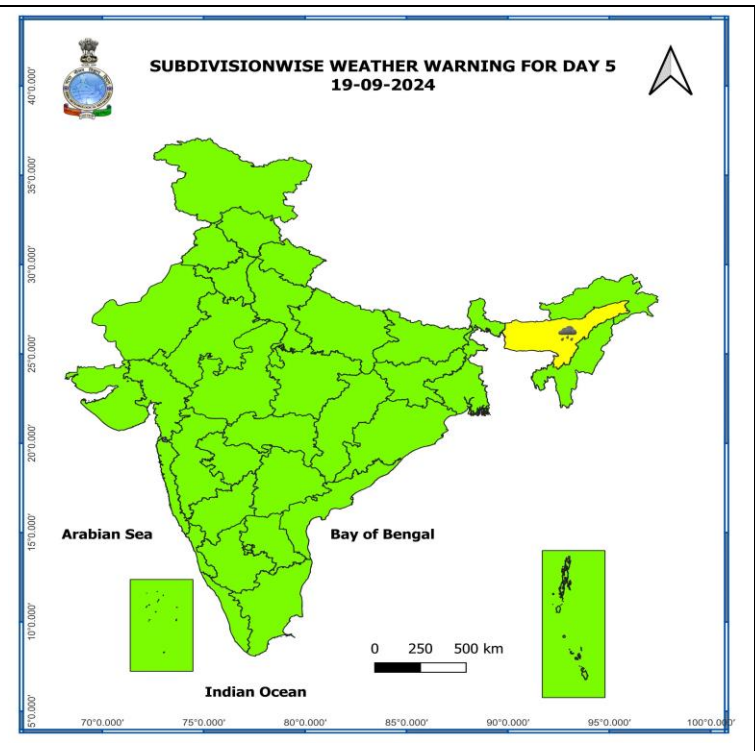 SUBDIVISIONWISE WEATHER WARNING FOR DAY 5
19-09-2024
40°0.000'
35°0.000'
30°0.000'
25°0.000'
20°0.000'
15°0.000'
10°0.000'
5°0.000'
Arabian Sea
Bay of Bengal
0 250 500 km
Indian Ocean
70°0.000' 75°0.000' 80°0.000' 85°0.000' 90°0.000' 95°0.000' 100°0.000'